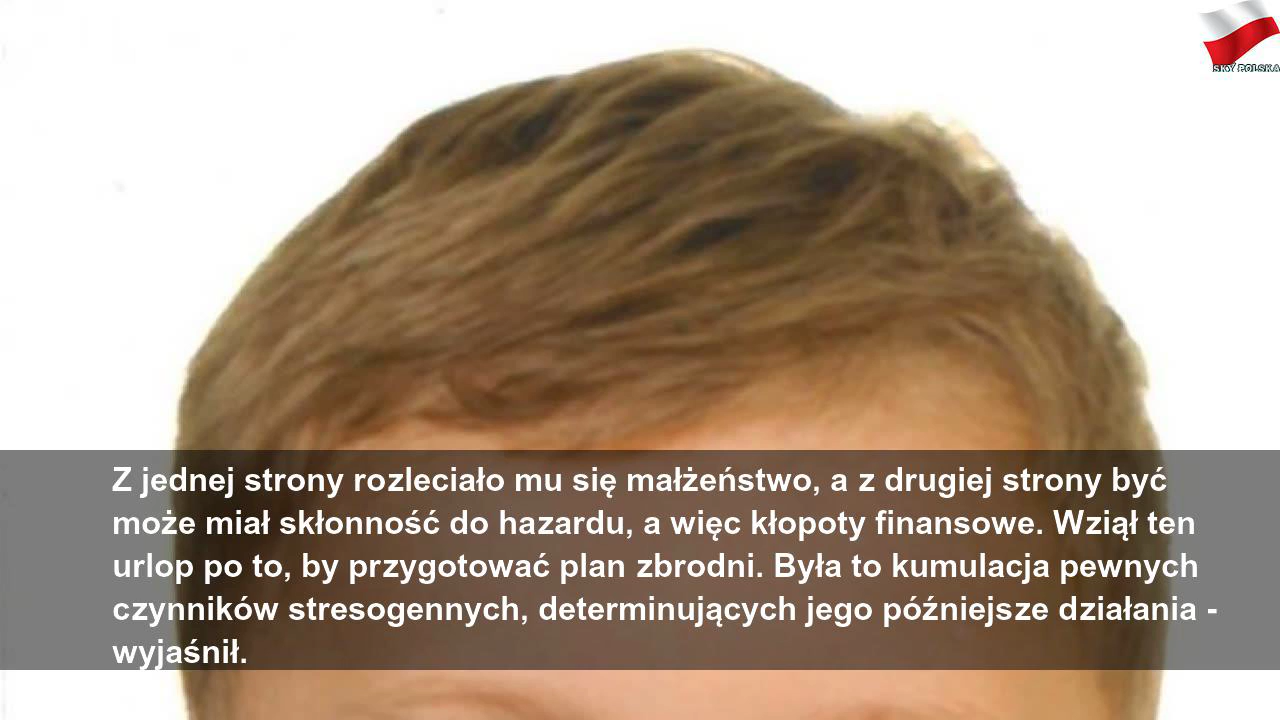 SKY POLSKA
Z jednej strony rozleciało mu się małżeństwo, a z drugiej strony być
może miał skłonność do hazardu, a więc kłopoty finansowe. Wziął ten
urlop po to, by przygotować plan zbrodni. Była to kumulacja pewnych
czynników stresogennych, determinujących jego późniejsze działania -
wyjaśnił.